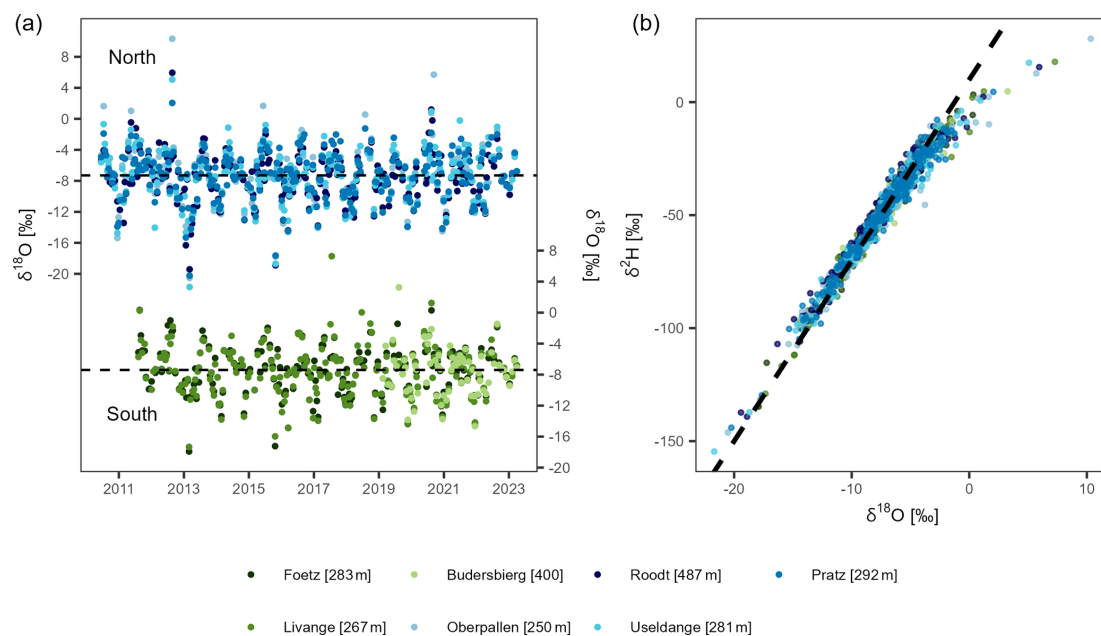 (a)
North
8
4
0
-4
-8
-12
-16
-20
δ18O [‰]
South
8
4
0
-4
-8
-12
-16
-20
δ18O [‰]
2011 2013 2015 2017 2019 2021 2023
(b)
0
-50
-100
-150
δ2H [‰]
-20 -10 0 10
δ18O [‰]
Foetz [283 m] Budersbierg [400] Roodt [487 m] Pratz [292 m]
Livange [267 m] Oberpallen [250 m] Useldange [281 m]